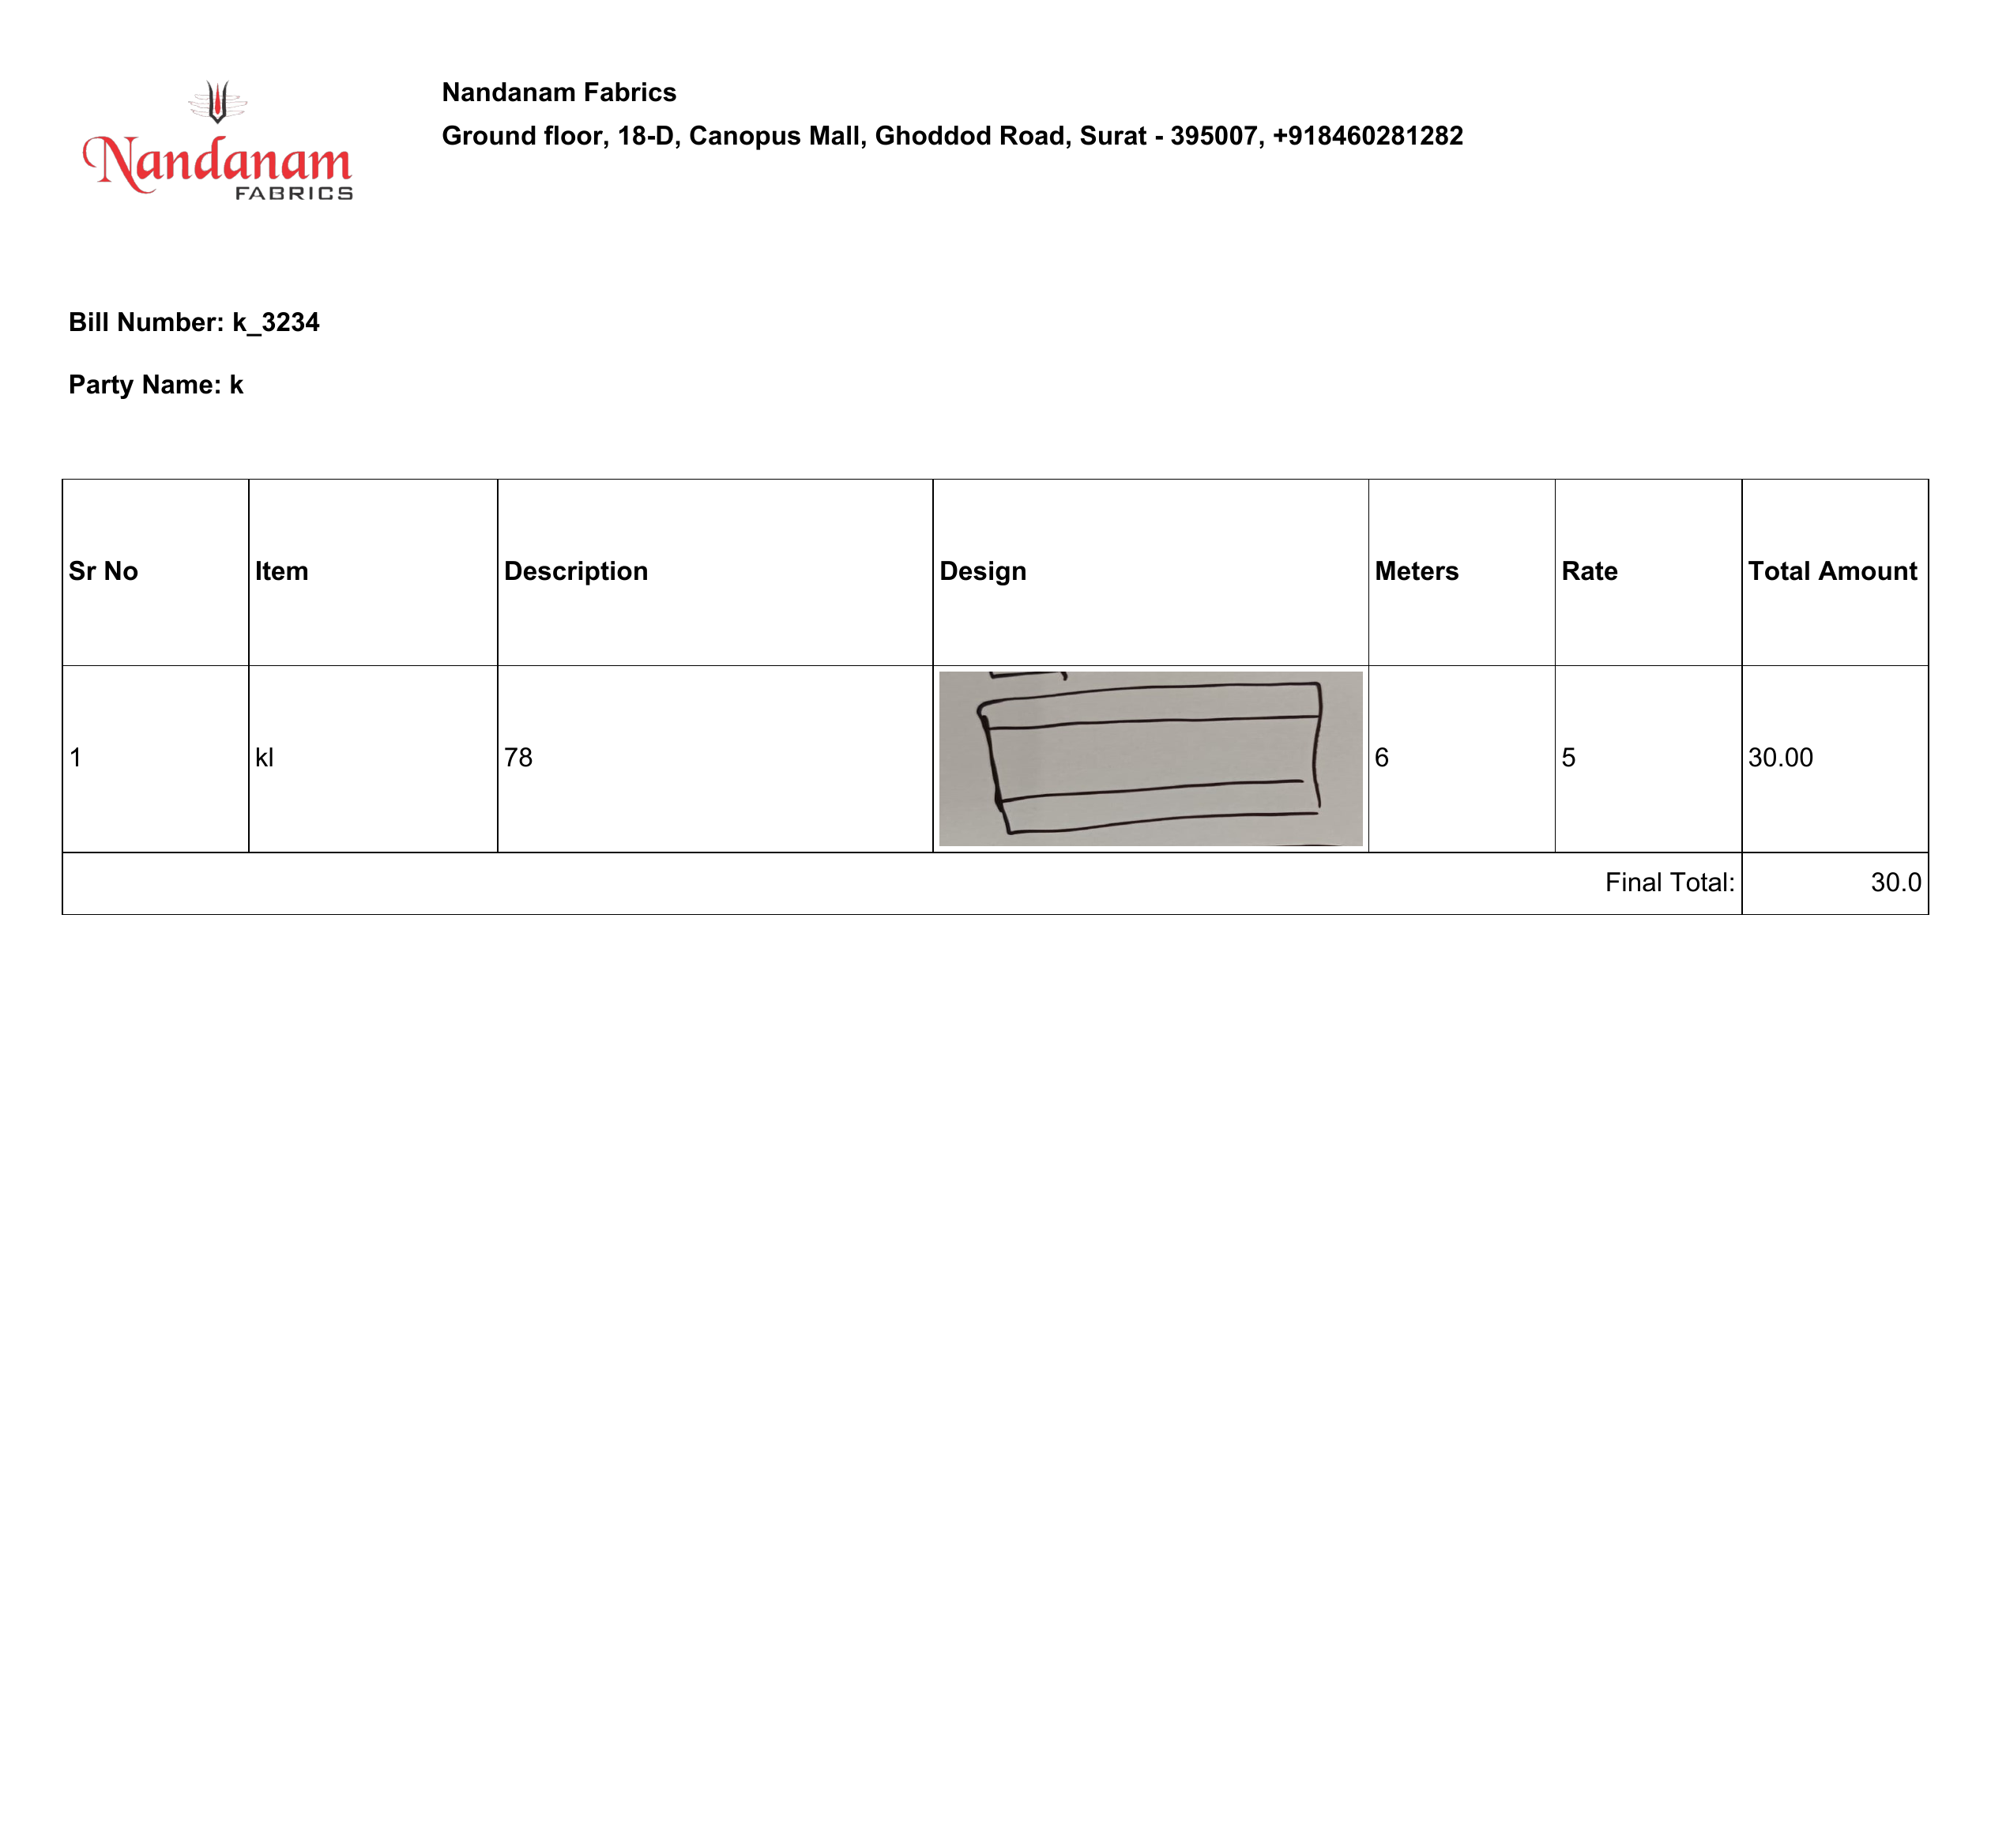 Nandanam
FABRICS
Nandanam Fabrics
Ground floor, 18-D, Canopus Mall, Ghoddod Road, Surat - 395007, +918460281282
Bill Number: k_3234
Party Name: k
Sr No Item Description Design Meters Rate Total Amount
1 kl 78 6 5 30.00
Final Total: 30.0